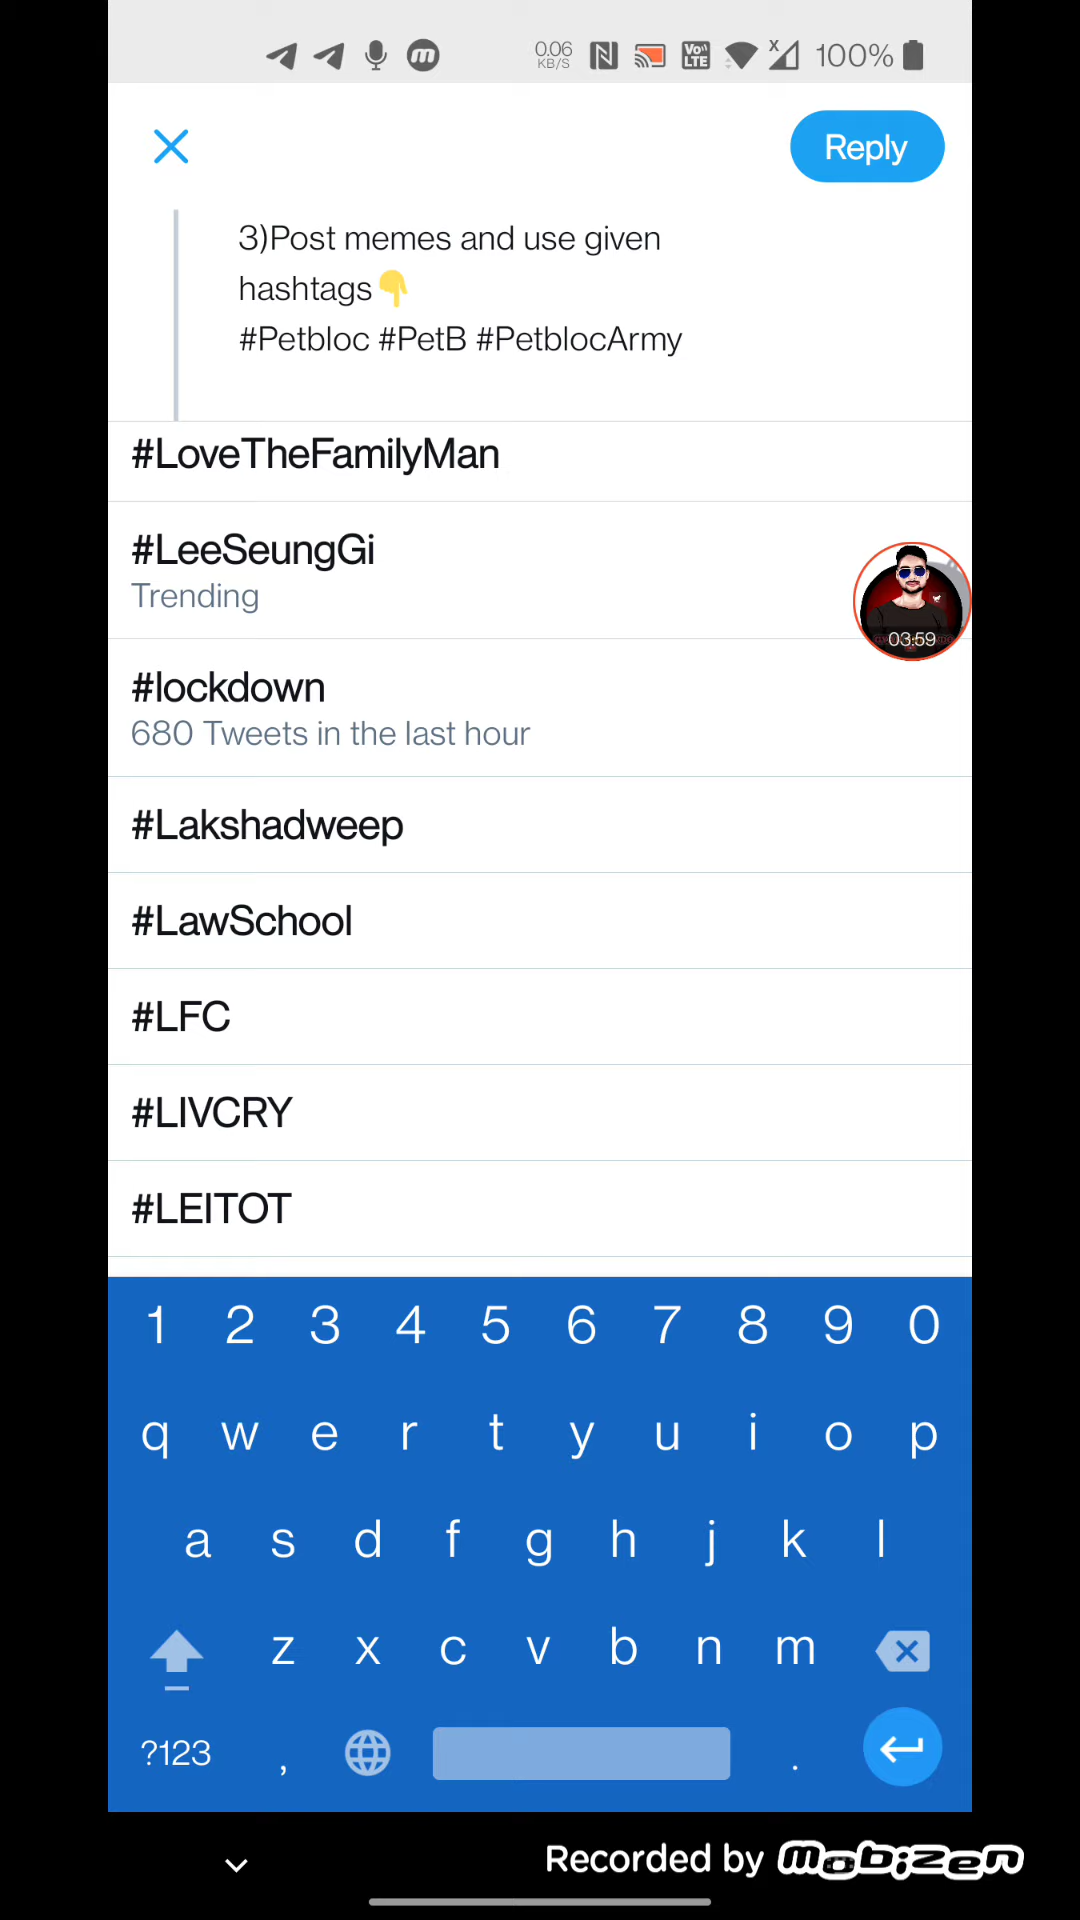 0.06
KB/S
Vo))
LTE
X
100%
Reply
3)Post memes and use given
hashtags👇
#Petbloc #PetB #PetblocArmy
#LoveTheFamilyMan
#LeeSeungGi
Trending
03:59
#lockdown
680 Tweets in the last hour
#Lakshadweep
#LawSchool
#LFC
#LIVCRY
#LEITOT
1 2 3 4 5 6 7 8 9 0
q w e r t y u i o p
a s d f g h j k l
z x c v b n m
?123 , .
Recorded by mobizen